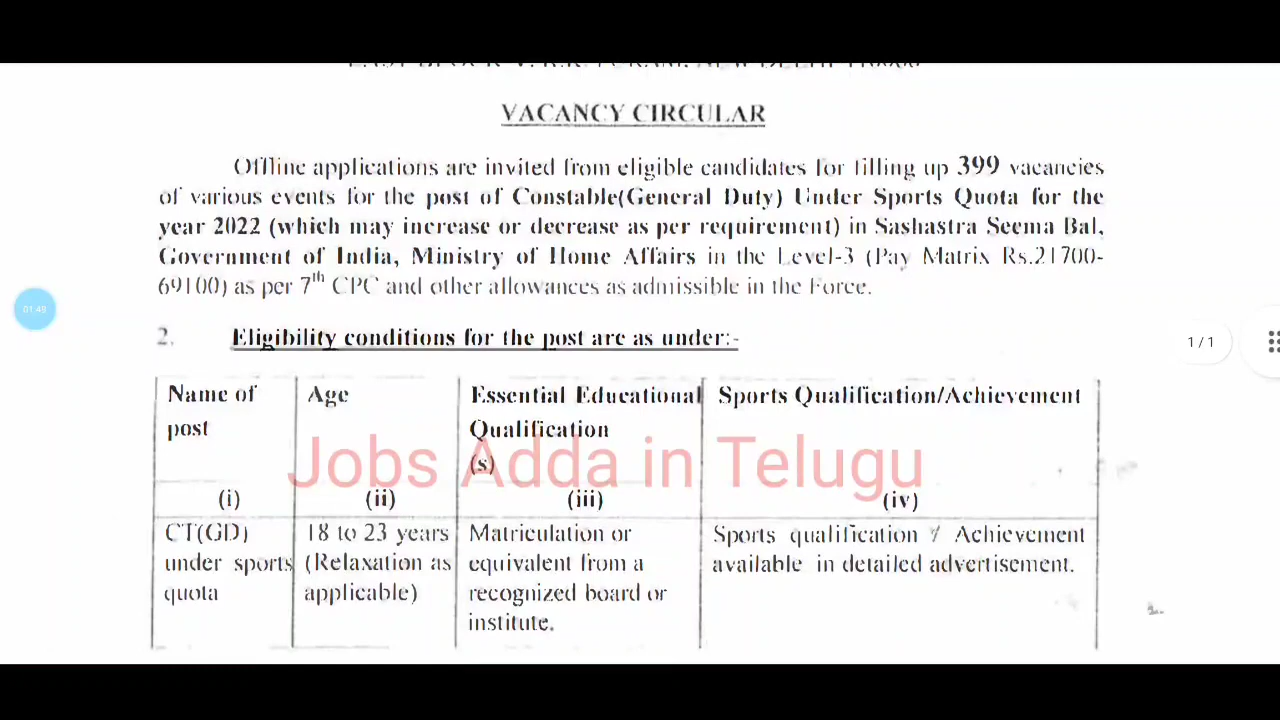 VACANCY CIRCULAR
Offline applications are invited from eligible candidates for filling up 399 vacancies
of various events for the post of Constable(General Duty) Under Sports Quota for the
year 2022 (which may increase or decrease as per requirement) in Sashastra Seema Bal,
Government of India, Ministry of Home Affairs in the Level-3 (Pay Matrix Rs.21700-
69100) as per 7th CPC and other allowances as admissible in the Force.
01:49
1 / 1
2. Eligibility conditions for the post are as under:-
Name of
post
(i)
Age
(ii)
Essential Educational
Qualification
(s)
(iii)
Sports Qualification/Achievement
(iv)
Jobs Adda in Telugu
CT(GD)
under sports
quota
18 to 23 years
(Relaxation as
applicable)
Matriculation or
equivalent from a
recognized board or
institute.
Sports qualification / Achievement
available in detailed advertisement.